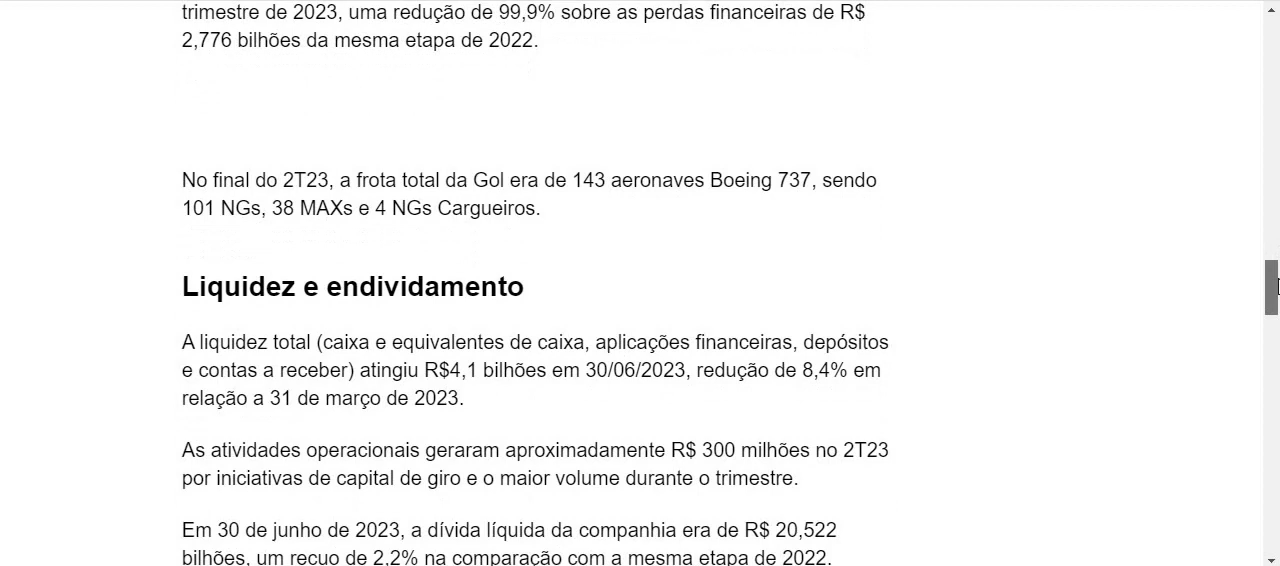 trimestre de 2023, uma redução de 99,9% sobre as perdas financeiras de R$
2,776 bilhões da mesma etapa de 2022.
No final do 2T23, a frota total da Gol era de 143 aeronaves Boeing 737, sendo
101 NGs, 38 MAXs e 4 NGs Cargueiros.
Liquidez e endividamento
A liquidez total (caixa e equivalentes de caixa, aplicações financeiras, depósitos
e contas a receber) atingiu R$4,1 bilhões em 30/06/2023, redução de 8,4% em
relação a 31 de março de 2023.
As atividades operacionais geraram aproximadamente R$ 300 milhões no 2T23
por iniciativas de capital de giro e o maior volume durante o trimestre.
Em 30 de junho de 2023, a dívida líquida da companhia era de R$ 20,522
bilhões, um recuo de 2,2% na comparação com a mesma etapa de 2022.